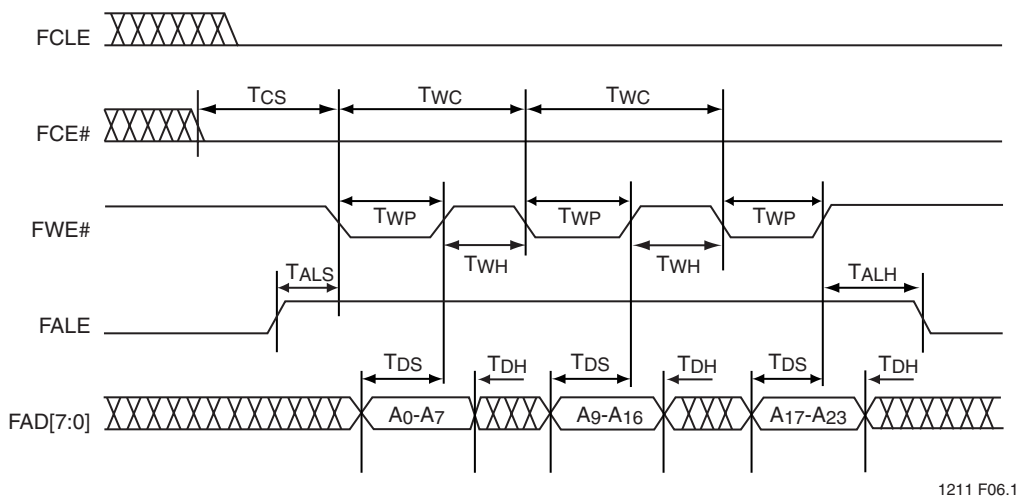 FCLE
TCS TWC TWC
FCE#
FWE# TWP TWP TWP
TWH TWH
TALS TALH
FALE
TDS TDH TDS TDH TDS TDH
FAD[7:0] A0-A7 A9-A16 A17-A23
1211 F06.1